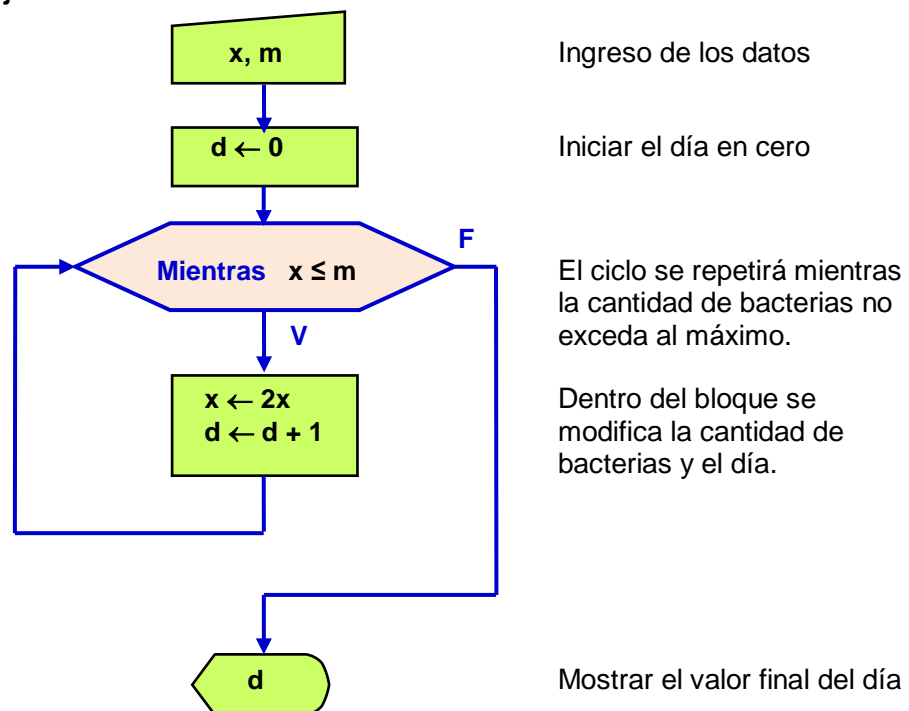 j
x, m
Ingreso de los datos
d ← 0
Iniciar el día en cero
F
Mientras x ≤ m
El ciclo se repetirá mientras
la cantidad de bacterias no
exceda al máximo.
V
x ← 2x
d ← d + 1
Dentro del bloque se
modifica la cantidad de
bacterias y el día.
d
Mostrar el valor final del día